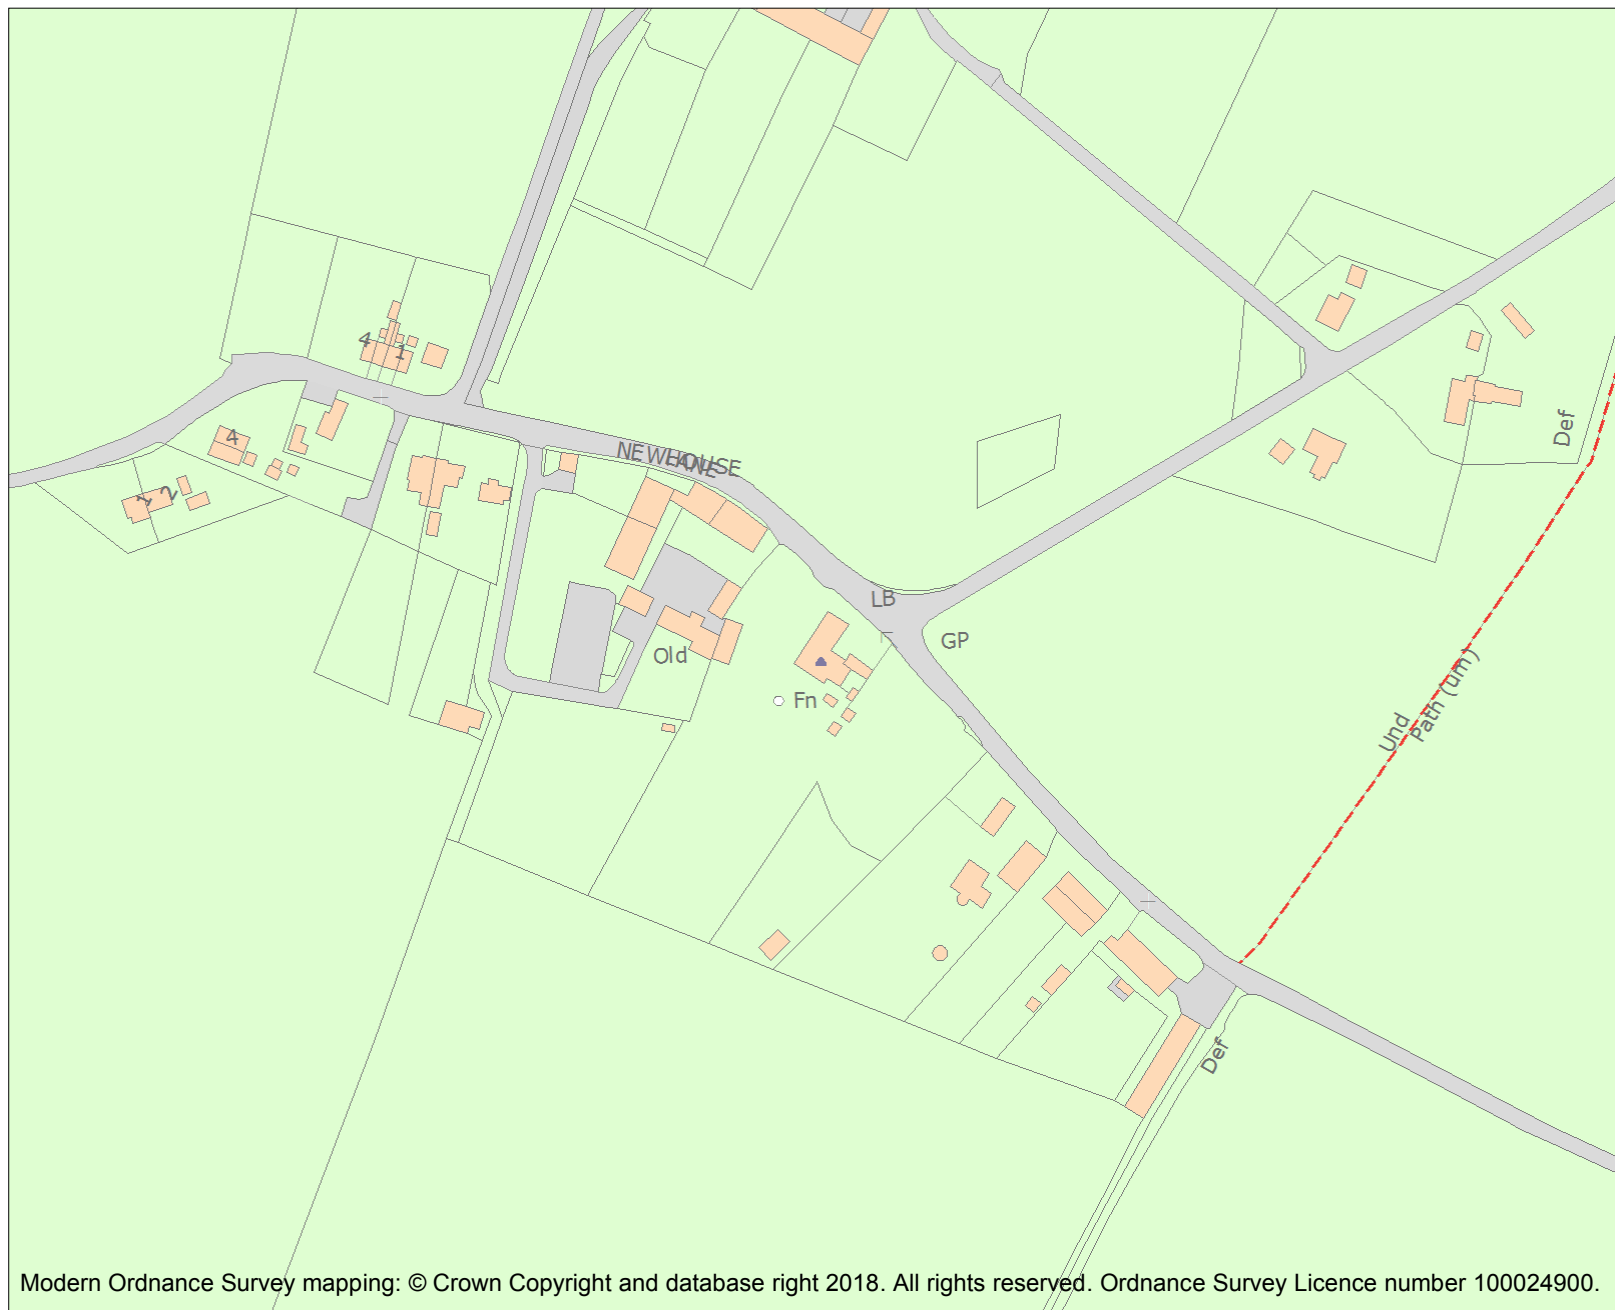 4
1
Def
4
NEWHOUSE
LANE
1
2
LB
GP
Old
Und
Path (um)
Fn
Def
Modern Ordnance Survey mapping: © Crown Copyright and database right 2018. All rights reserved. Ordnance Survey Licence number 100024900.